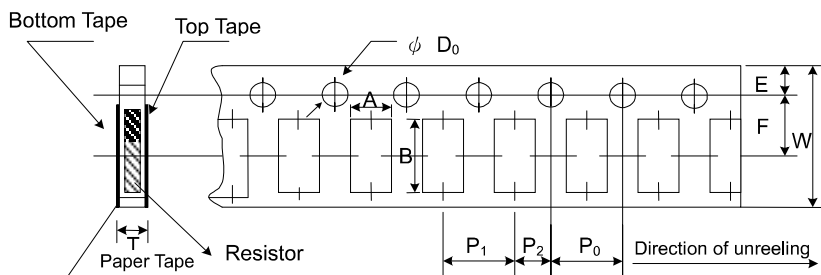 Bottom Tape
Top Tape
ϕ D₀
A
B
E
F
W
T
Paper Tape
Resistor
P₁
P₂
P₀
Direction of unreeling